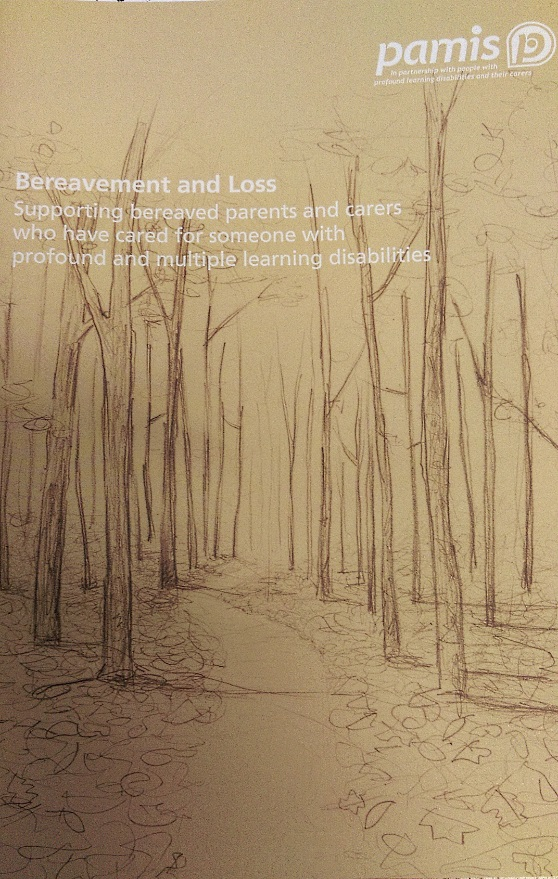 pamis
in partnership with people with
profound learning disabilities and their carers
Bereavement and Loss
Supporting bereaved parents and carers
who have cared for someone with
profound and multiple learning disabilities